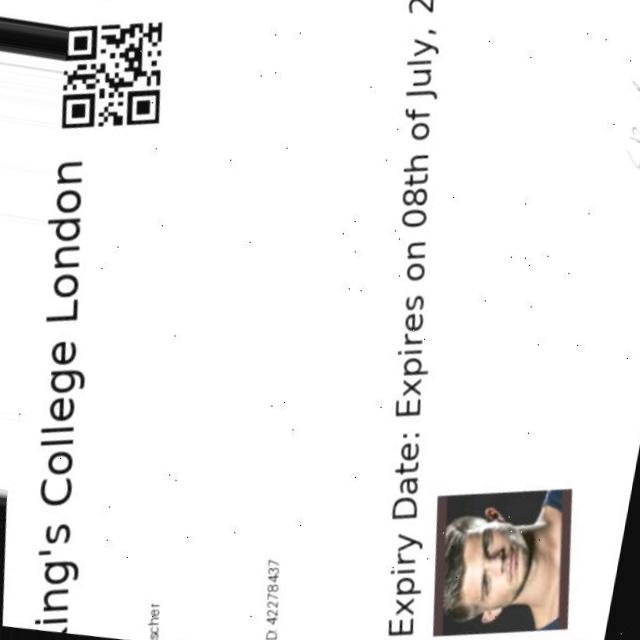 ing's College London
scher
D: 42278437
Expiry Date: Expires on 08th of July, 2